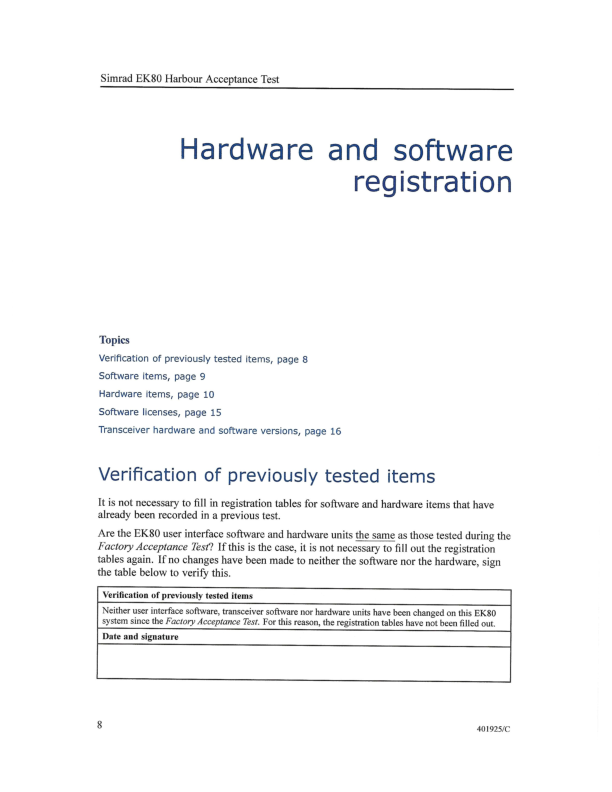 Simrad EK80 Harbour Acceptance Test
Hardware and software
registration
Topics
Verification of previously tested items, page 8
Software items, page 9
Hardware items, page 10
Software licenses, page 15
Transceiver hardware and software versions, page 16
Verification of previously tested items
It is not necessary to fill in registration tables for software and hardware items that have
already been recorded in a previous test.
Are the EK80 user interface software and hardware units the same as those tested during the
Factory Acceptance Test? If this is the case, it is not necessary to fill out the registration
tables again. If no changes have been made to neither the software nor the hardware, sign
the table below to verify this.
Verification of previously tested items
Neither user interface software, transceiver software nor hardware units have been changed on this EK80
system since the Factory Acceptance Test. For this reason, the registration tables have not been filled out.
Date and signature
8
401925/C